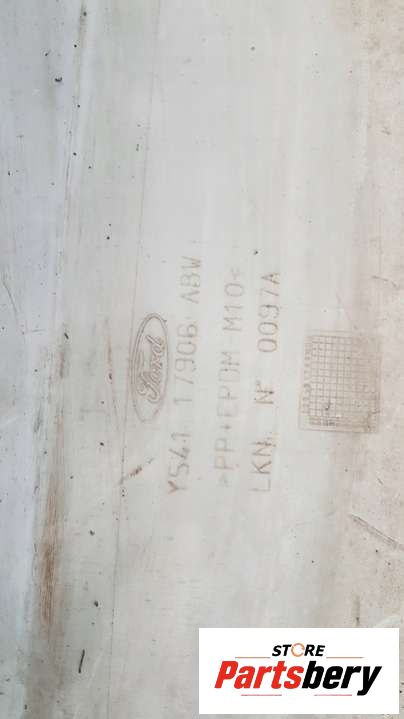 Ford
YS41 17906 ABW
>PP+EPDM-M10<
LKN. N° 0097A
STORE
Partsbery